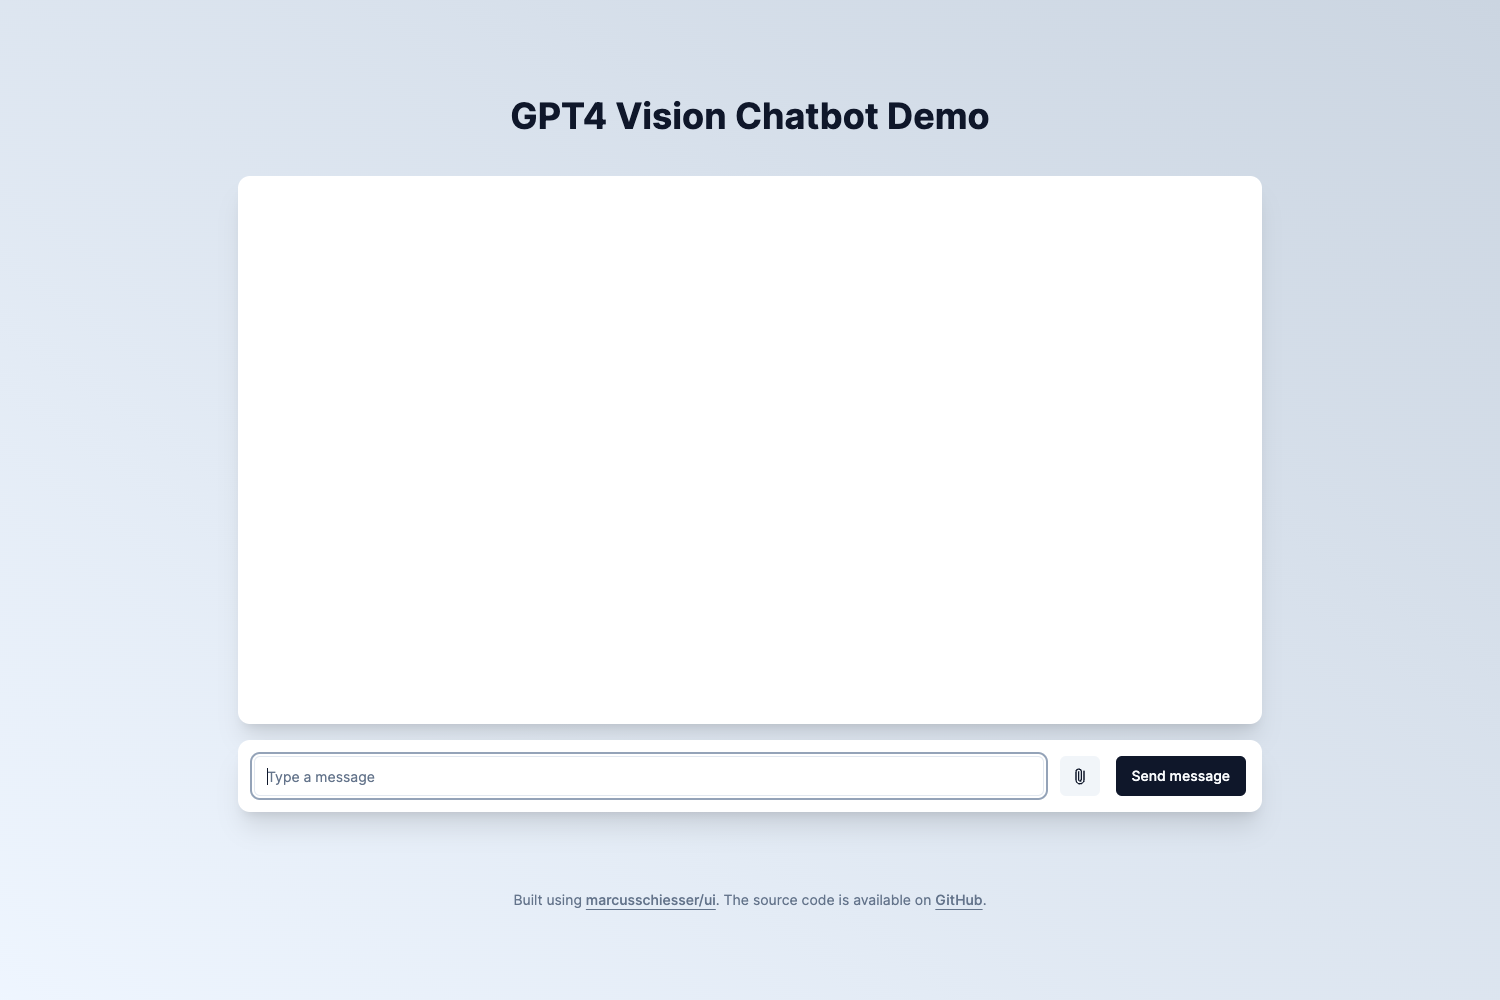 GPT4 Vision Chatbot Demo
Type a message
Send message
Built using marcusschiesser/ui. The source code is available on GitHub.